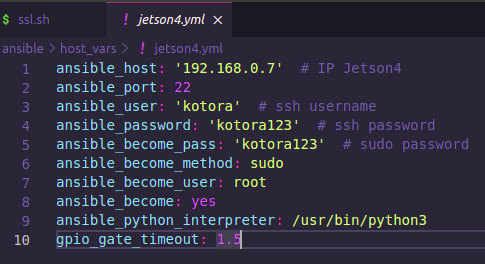 $ ssl.sh
! jetson4.yml ×
ansible > host_vars > ! jetson4.yml
1 ansible_host: '192.168.0.7'  # IP Jetson4
2 ansible_port: 22
3 ansible_user: 'kotora'  # ssh username
4 ansible_password: 'kotora123'  # ssh password
5 ansible_become_pass: 'kotora123'  # sudo password
6 ansible_become_method: sudo
7 ansible_become_user: root
8 ansible_become: yes
9 ansible_python_interpreter: /usr/bin/python3
10 gpio_gate_timeout: 1.5